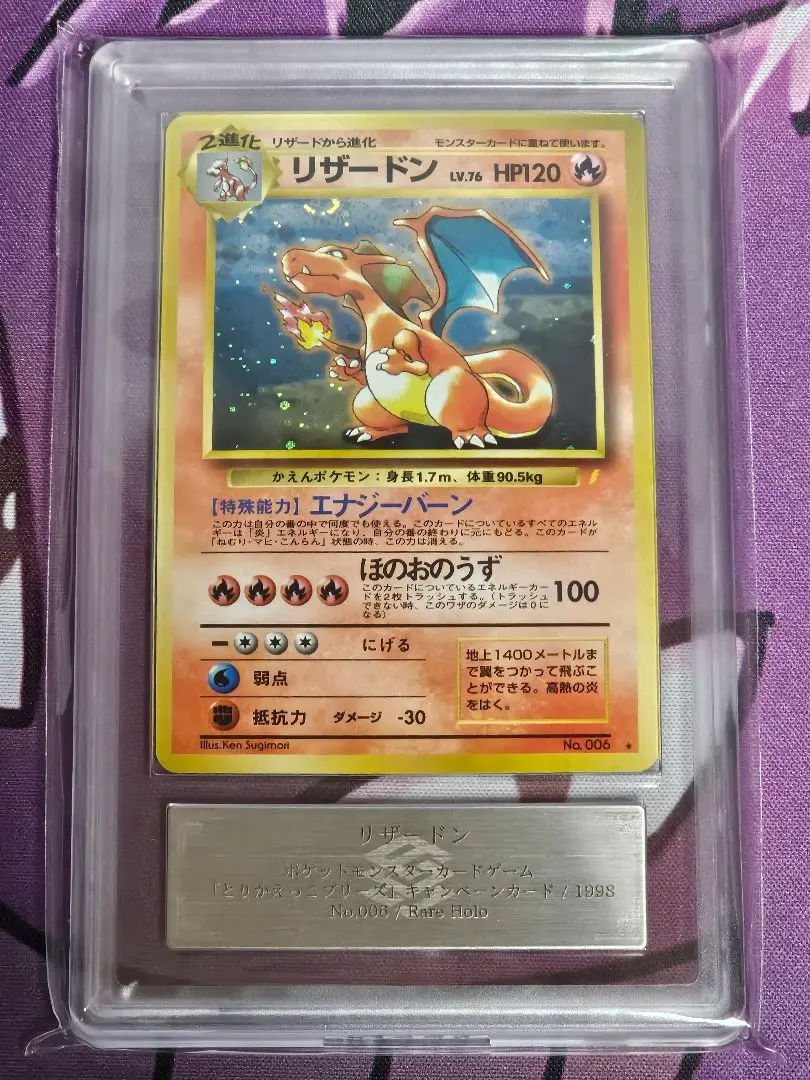 2進化 リザードから進化 モンスターカードに重ねて使います。
リザードン LV.76 HP120
かえんポケモン：身長1.7m、体重90.5kg
【特殊能力】エナジーバーン
この力は自分の番の中で何度でも使える。このカードについているすべてのエネル
ギーは「炎」エネルギーになり、自分の番の終わりに元にもどる。このカードが
「ねむり・マヒ・こんらん」状態の時、この力は消える。
ほのおのうず
このカードについているエネルギーカー
ドを2枚トラッシュする。（トラッシュ
できない時、このワザのダメージは0に
なる）
100
にげる
弱点
抵抗力 ダメージ -30
地上1400メートルま
で翼をつかって飛ぶこ
とができる。高熱の炎
をはく。
Illus.Ken Sugimori No. 006 ★
リザードン
ポケットモンスターカードゲーム
「とりかえっこプリーズ」キャンペーンカード / 1998
No.006 / Rare Holo